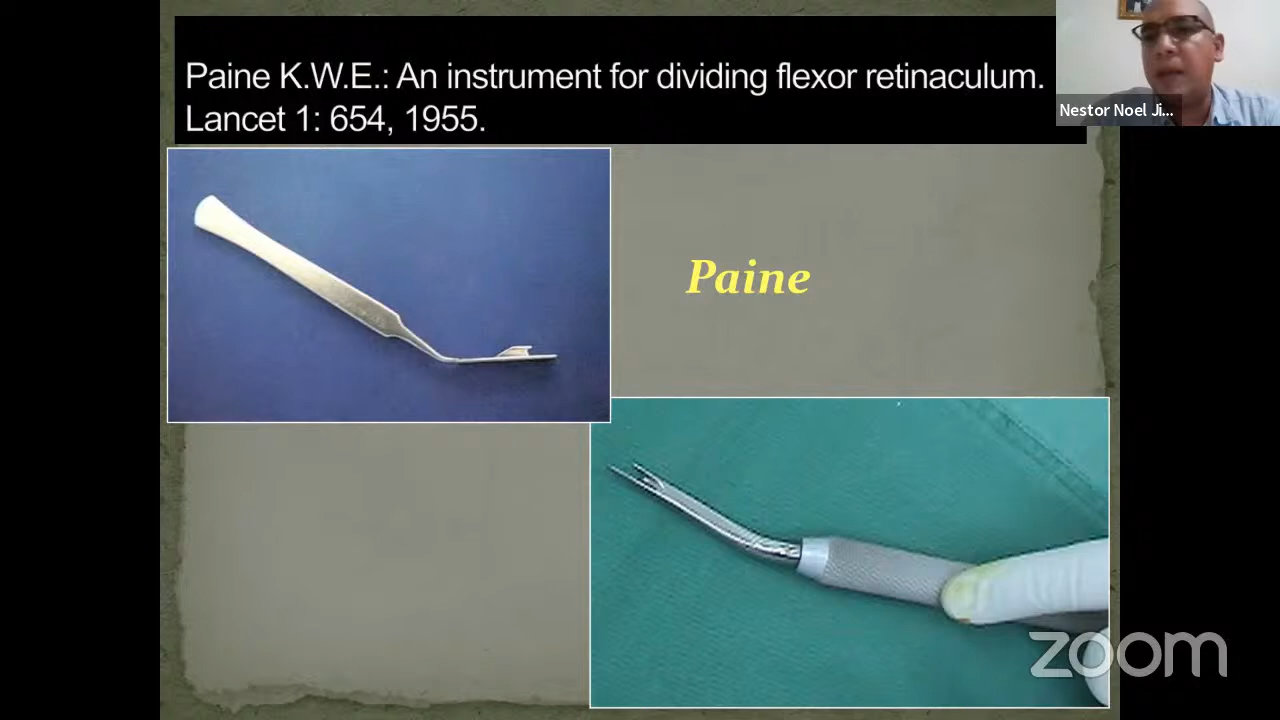 Paine K.W.E.: An instrument for dividing flexor retinaculum.
Lancet 1: 654, 1955.
Nestor Noel Ji...
Paine
zoom